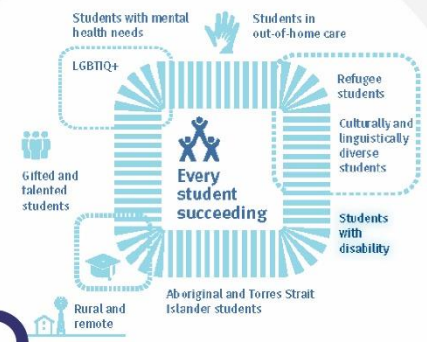 Students with mental
health needs
Students in
out-of-home care
LGBTIQ+
Refugee
students
Culturally and
linguistically
diverse
students
Every
student
succeeding
Gifted and
talented
students
Students
with
disability
Aboriginal and Torres Strait
Islander students
Rural and
remote